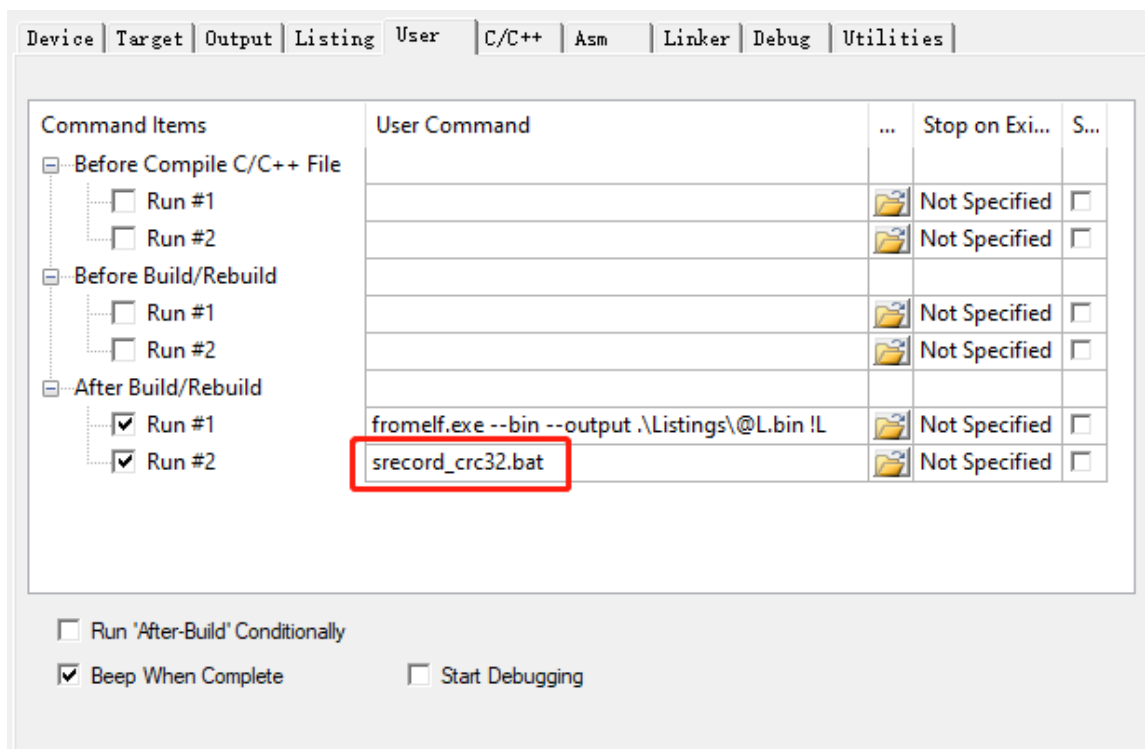 Device Target Output Listing User C/C++ Asm Linker Debug Utilities
Command Items User Command ... Stop on Exi... S...
Before Compile C/C++ File
Run #1 Not Specified
Run #2 Not Specified
Before Build/Rebuild
Run #1 Not Specified
Run #2 Not Specified
After Build/Rebuild
Run #1 fromelf.exe --bin --output .\Listings\@L.bin !L Not Specified
Run #2 srecord_crc32.bat Not Specified
Run 'After-Build' Conditionally
Beep When Complete Start Debugging